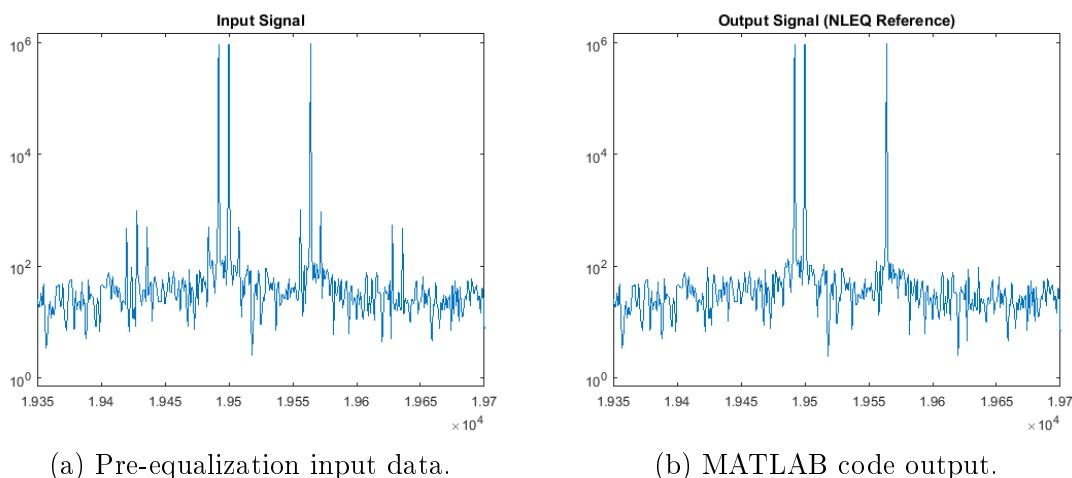 Input Signal
10^6
10^4
10^2
10^0
1.935 1.94 1.945 1.95 1.955 1.96 1.965 1.97
×10^4
(a) Pre-equalization input data.
Output Signal (NLEQ Reference)
10^6
10^4
10^2
10^0
1.935 1.94 1.945 1.95 1.955 1.96 1.965 1.97
×10^4
(b) MATLAB code output.